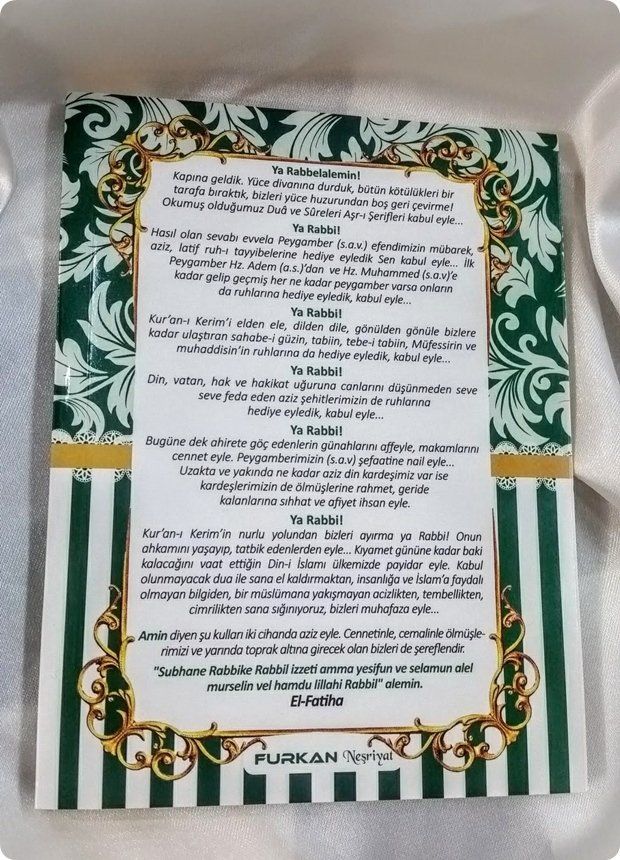 Ya Rabbelalemin!
Kapına geldik. Yüce divanına durduk, bütün kötülükleri bir
tarafa bıraktık, bizleri yüce huzurundan boş geri çevirme!
Okumuş olduğumuz Duâ ve Sûreleri Aşr-ı Şerifleri kabul eyle...
Ya Rabbi!
Hasıl olan sevabı evvela Peygamber (s.a.v.) efendimizin mübarek,
aziz, latif ruh-ı tayyibelerine hediye eyledik Sen kabul eyle... İlk
Peygamber Hz. Adem (a.s.)'dan ve Hz. Muhammed (s.a.v)'e
kadar gelip geçmiş her ne kadar peygamber varsa onların
da ruhlarına hediye eyledik, kabul eyle...
Ya Rabbi!
Kur'an-ı Kerim'i elden ele, dilden dile, gönülden gönüle bizlere
kadar ulaştıran sahabe-i güzin, tabiin, tebe-i tabiin, Müfessirin ve
muhaddisin'in ruhlarına da hediye eyledik, kabul eyle...
Ya Rabbi!
Din, vatan, hak ve hakikat uğuruna canlarını düşünmeden seve
seve feda eden aziz şehitlerimizin de ruhlarına
hediye eyledik, kabul eyle...
Ya Rabbi!
Bugüne dek ahirete göç edenlerin günahlarını affeyle, makamlarını
cennet eyle. Peygamberimizin (s.a.v) şefaatine nail eyle...
Uzakta ve yakında ne kadar aziz din kardeşimiz var ise
kardeşlerimizin de ölmüşlerine rahmet, geride
kalanlarına sıhhat ve afiyet ihsan eyle.
Ya Rabbi!
Kur'an-ı Kerim'in nurlu yolundan bizleri ayırma ya Rabbi! Onun
ahkamını yaşayıp, tatbik edenlerden eyle... Kıyamet gününe kadar baki
kalacağını vaat ettiğin Din-i İslamı ülkemizde payidar eyle. Kabul
olunmayacak dua ile sana el kaldırmaktan, insanlığa ve İslam'a faydalı
olmayan bilgiden, bir müslümana yakışmayan acizlikten, tembellikten,
cimrilikten sana sığınıyoruz, bizleri muhafaza eyle...
Amin diyen şu kulları iki cihanda aziz eyle. Cennetinle, cemalinle ölmüşle-
rimizi ve yarında toprak altına girecek olan bizleri de şereflendir.
"Subhane Rabbike Rabbil izzeti amma yesifun ve selamun alel
murselin vel hamdu lillahi Rabbil" alemin.
El-Fatiha
FURKAN Neşriyat